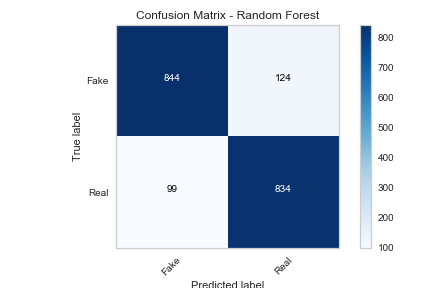 Confusion Matrix - Random Forest
800
700
600
500
400
300
200
100
True label
Fake
Real
844
124
99
834
Fake
Real
Predicted label